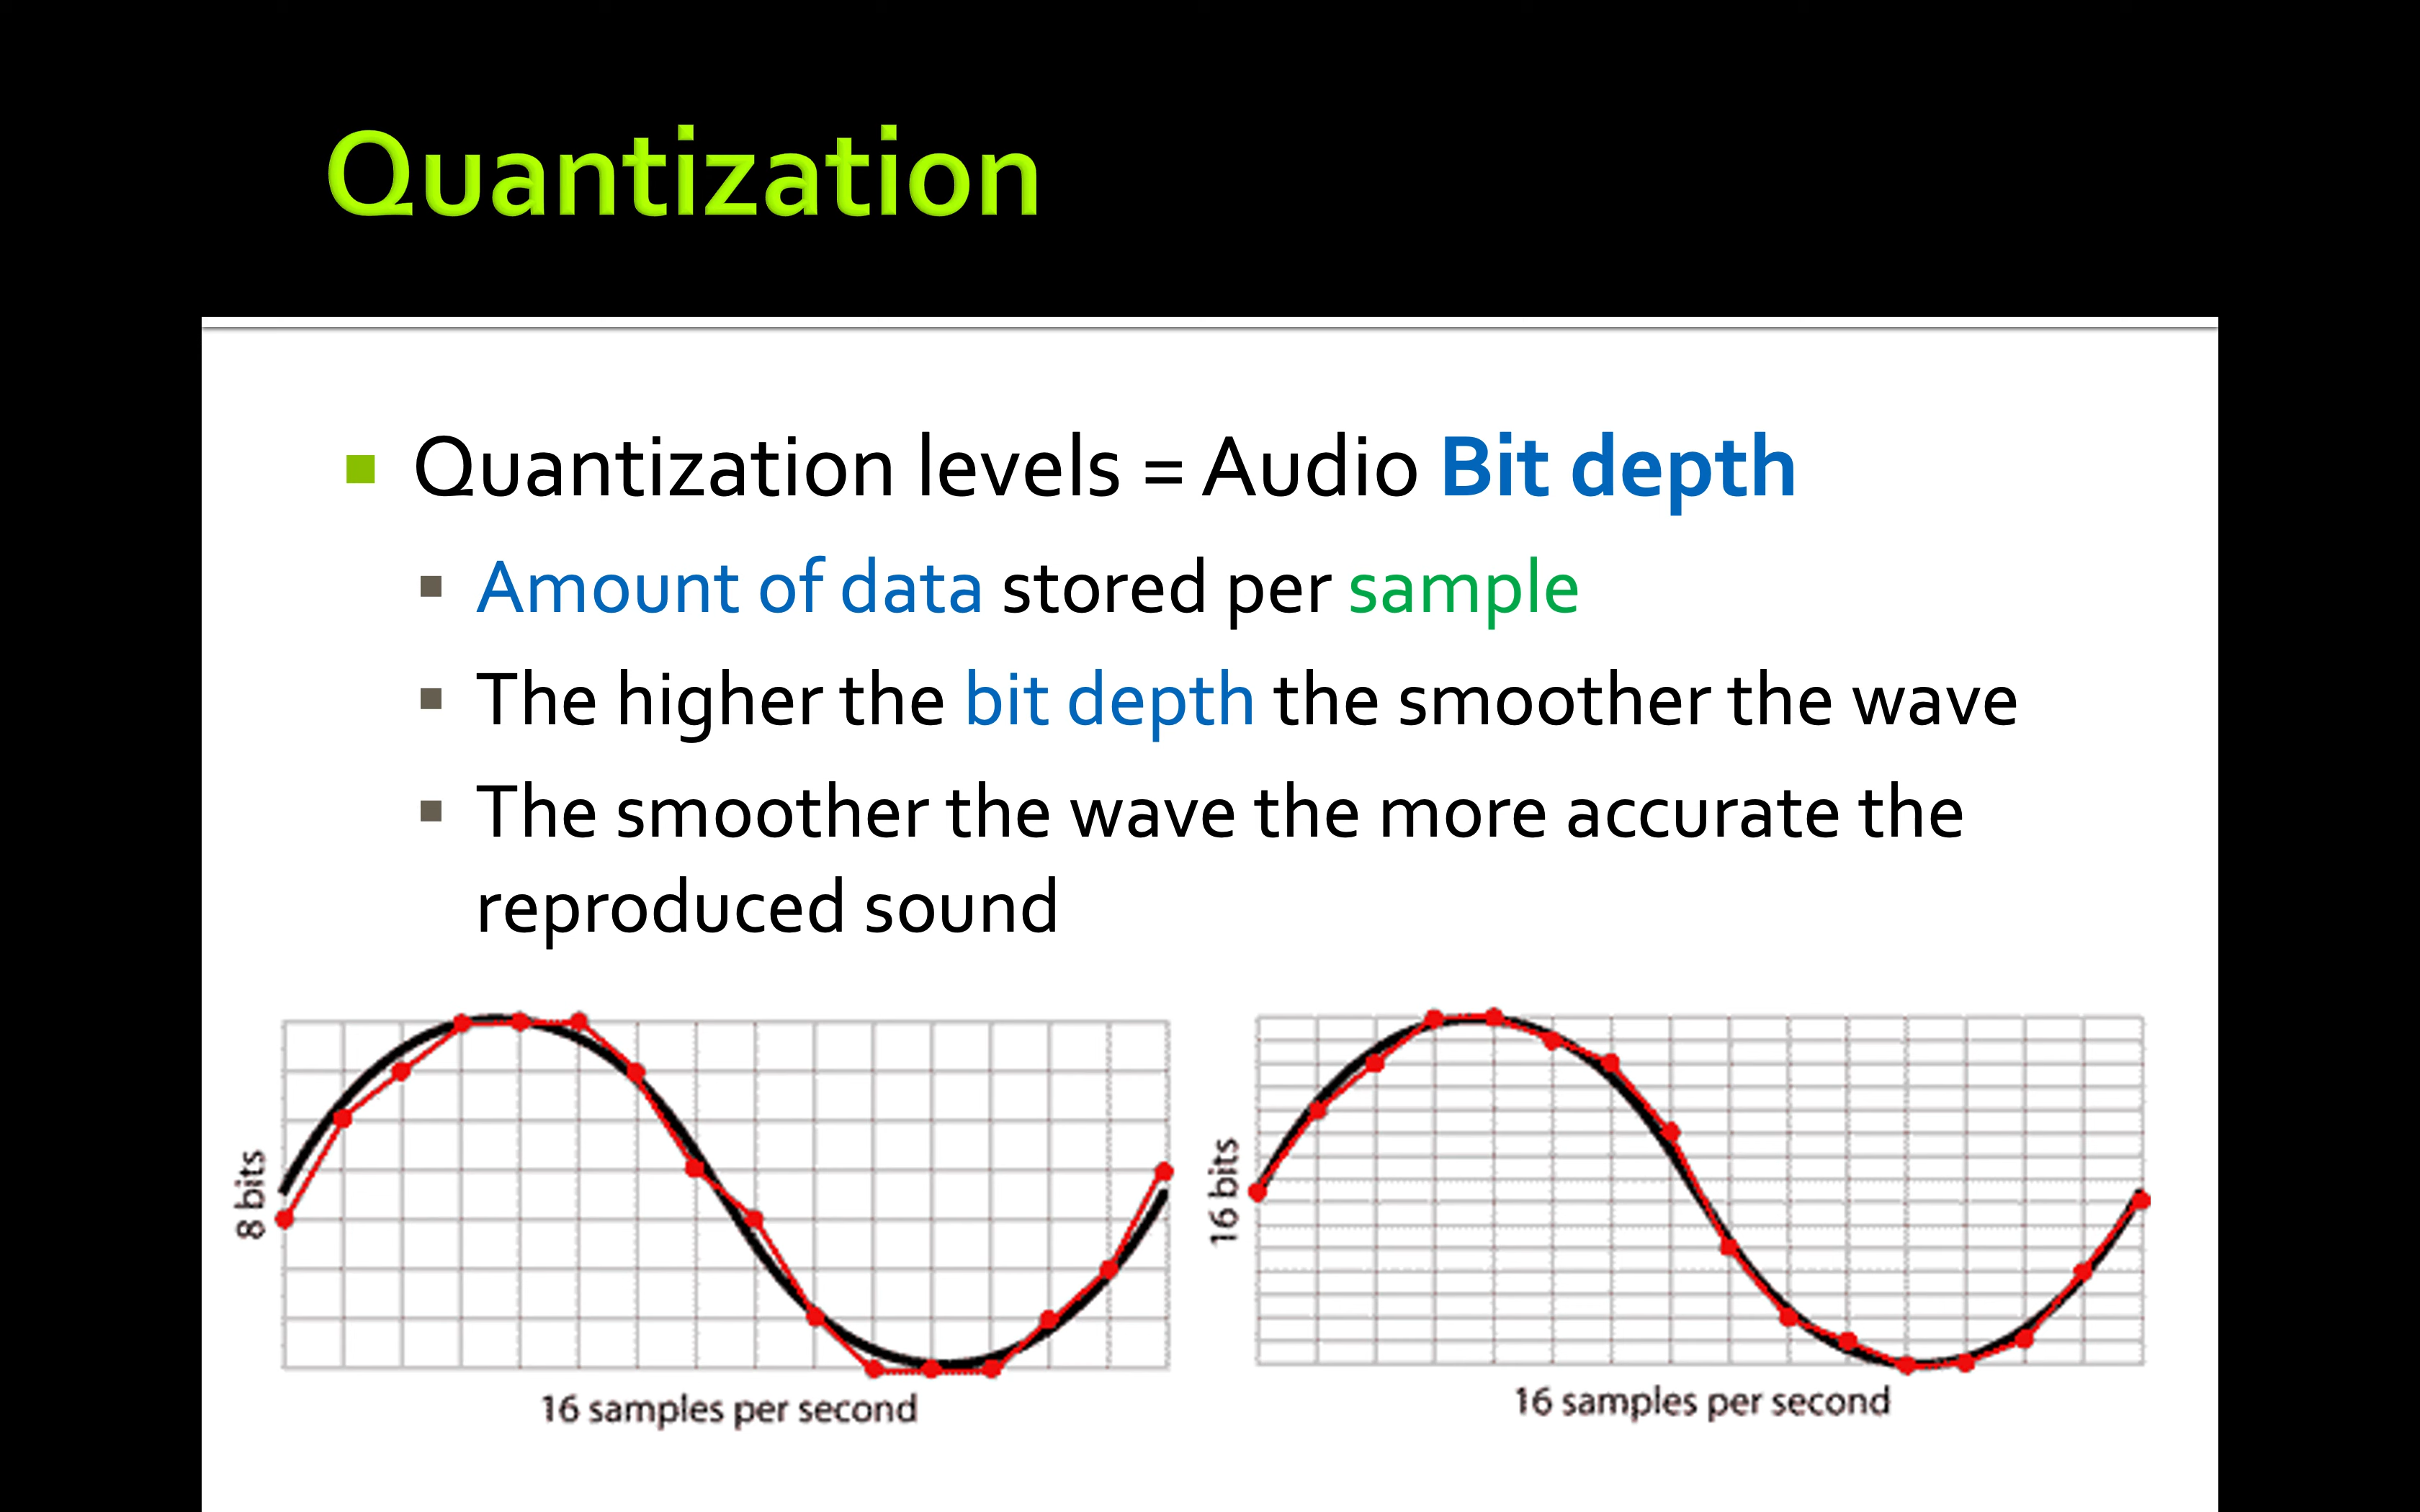 Quantization
Quantization levels = Audio Bit depth
Amount of data stored per sample
The higher the bit depth the smoother the wave
The smoother the wave the more accurate the
reproduced sound
8 bits
16 samples per second
16 bits
16 samples per second